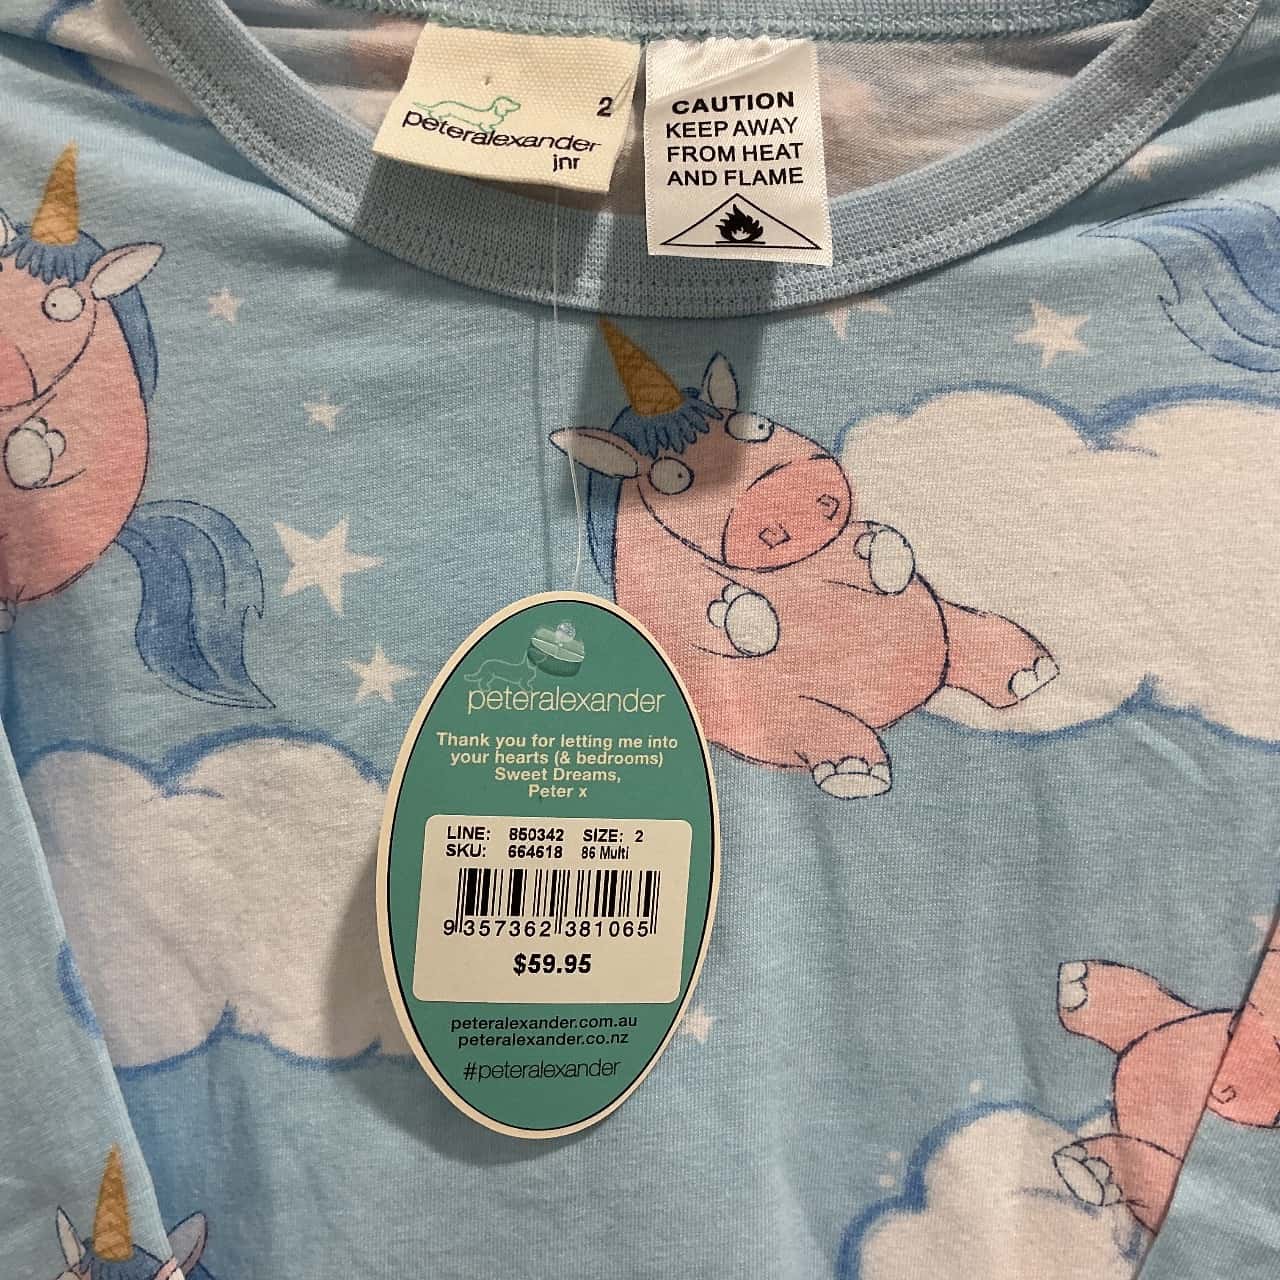 2
peteralexander
jnr
CAUTION
KEEP AWAY
FROM HEAT
AND FLAME
peteralexander
Thank you for letting me into
your hearts (& bedrooms)
Sweet Dreams,
Peter x
LINE: 850342 SIZE: 2
SKU: 664618 86 Multi
9 357362 381065
$59.95
peteralexander.com.au
peteralexander.co.nz
#peteralexander